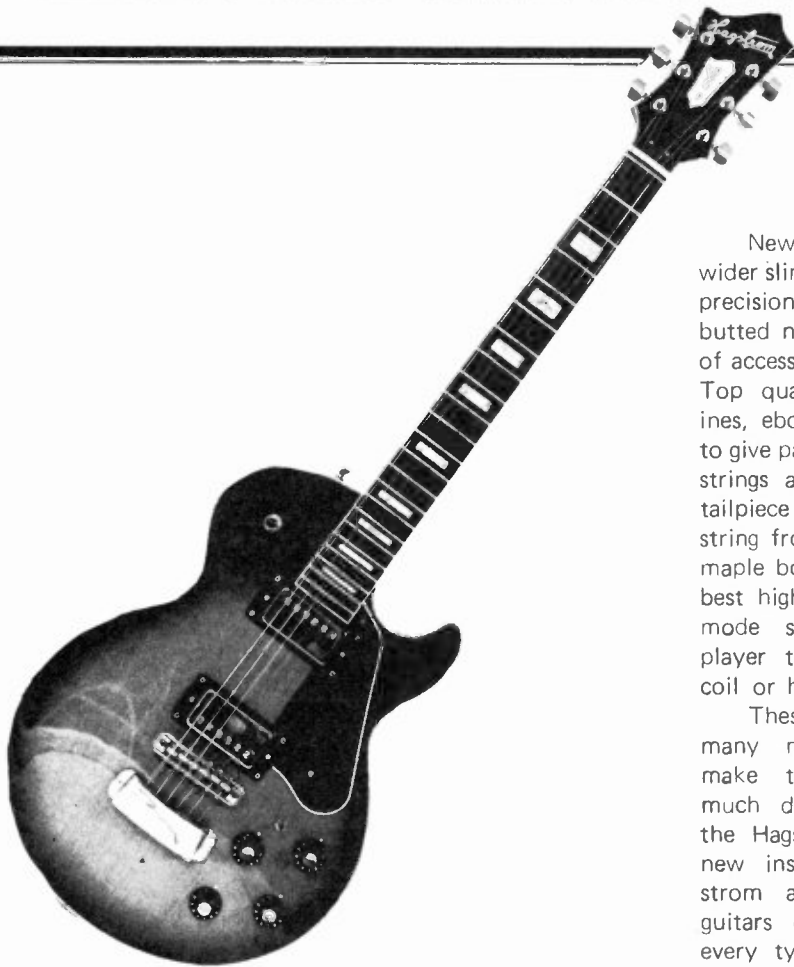 Hagstrom
New
wider slin
precision
butted n
of access
Top qua
ines, ebo
to give pa
strings a
tailpiece
string fro
maple bo
best high
mode s
player t
coil or h
Thes
many r
make t
much d
the Hags
new ins
strom a
guitars
every ty